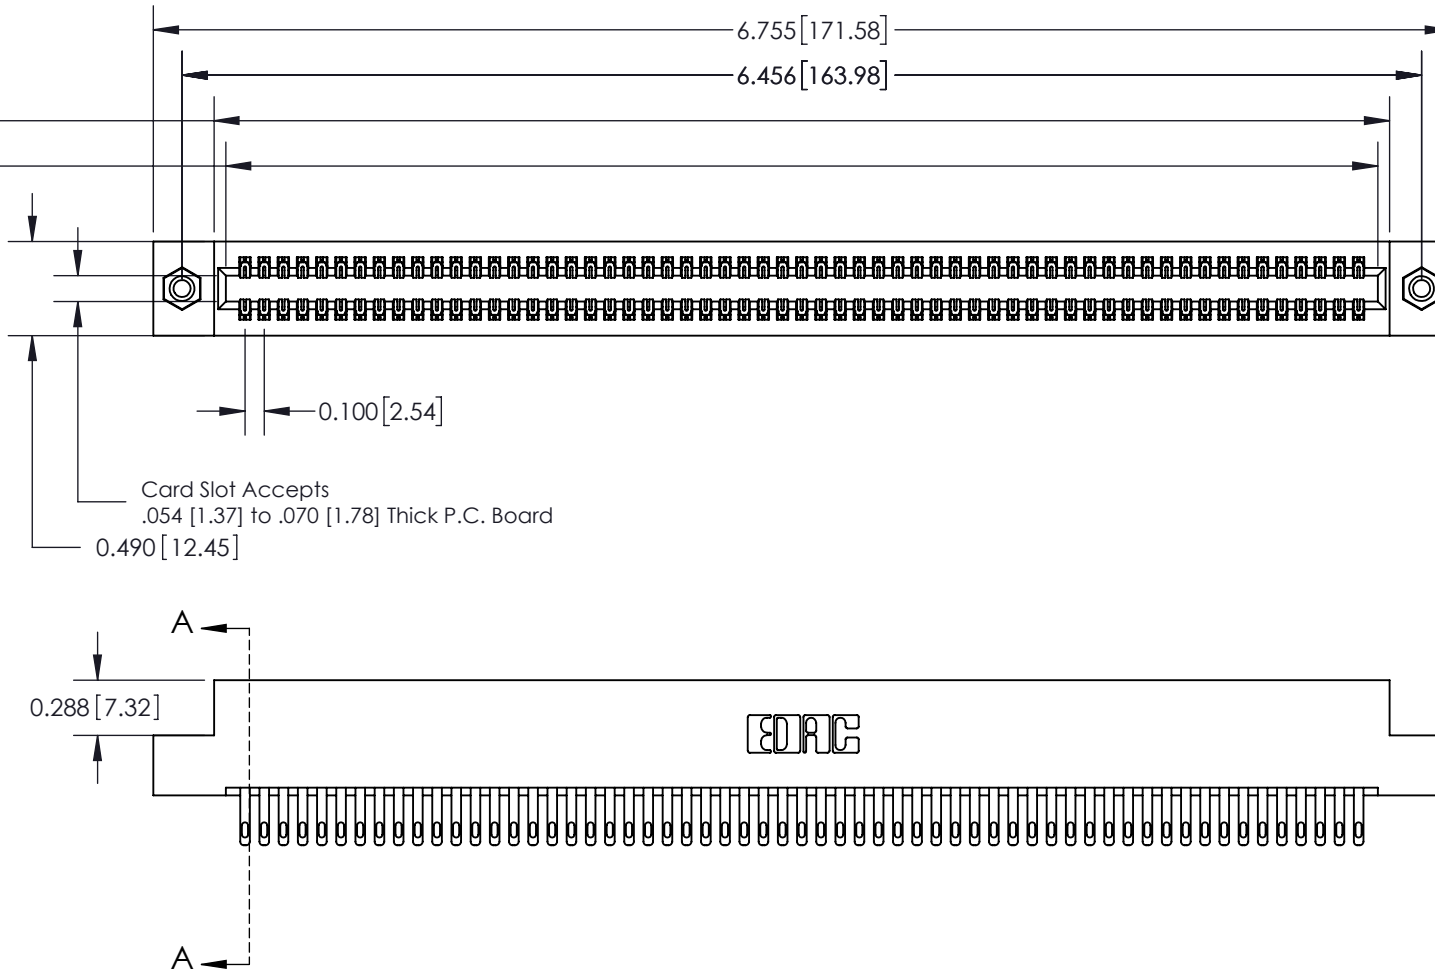 6.755[171.58]
6.456[163.98]
0.100[2.54]
Card Slot Accepts
.054 [1.37] to .070 [1.78] Thick P.C. Board
0.490[12.45]
A
0.288[7.32]
EDAC
A